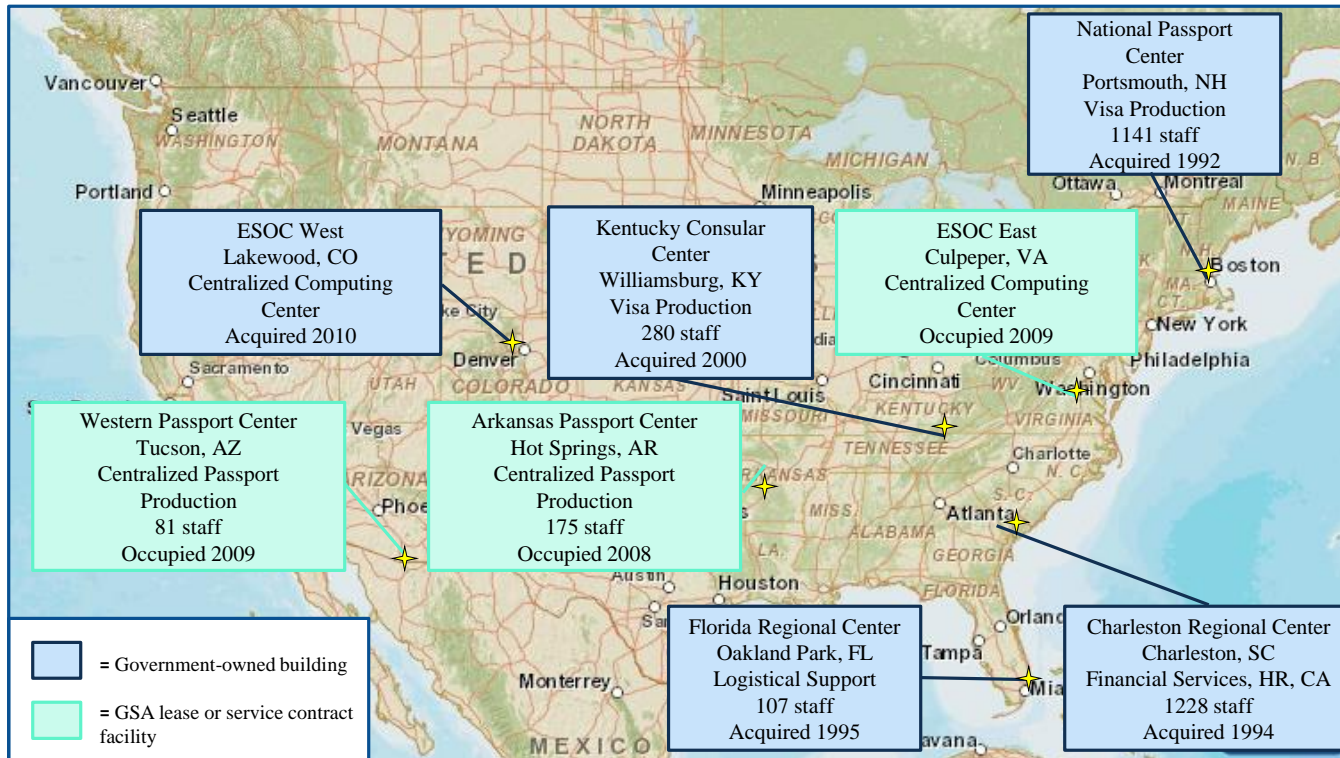 National Passport
Center
Portsmouth, NH
Visa Production
1141 staff
Acquired 1992
ESOC West
Lakewood, CO
Centralized Computing
Center
Acquired 2010
Kentucky Consular
Center
Williamsburg, KY
Visa Production
280 staff
Acquired 2000
ESOC East
Culpeper, VA
Centralized Computing
Center
Occupied 2009
Western Passport Center
Tucson, AZ
Centralized Passport
Production
81 staff
Occupied 2009
Arkansas Passport Center
Hot Springs, AR
Centralized Passport
Production
175 staff
Occupied 2008
Florida Regional Center
Oakland Park, FL
Logistical Support
107 staff
Acquired 1995
Charleston Regional Center
Charleston, SC
Financial Services, HR, CA
1228 staff
Acquired 1994
= Government-owned building
= GSA lease or service contract
facility
Vancouver
Seattle
WASHINGTON
MONTANA
NORTH
DAKOTA
MINNESOTA
MICHIGAN
N. B.
Portland
Minneapolis
Ottawa
Montreal
MAINE
VT.
N.H.
Boston
MA.
CT.
New York
Philadelphia
Denver
Sacramento
UTAH
COLORADO
KANSAS
Saint Louis
MISSOURI
Cincinnati
Columbus
WV
Washington
KENTUCKY
VIRGINIA
TENNESSEE
Vegas
ARIZONA
Charlotte
N. C.
S. C.
Atlanta
MISS.
ALABAMA
GEORGIA
LA.
Austin
Houston
FLORIDA
Tampa
Monterrey
MEXICO